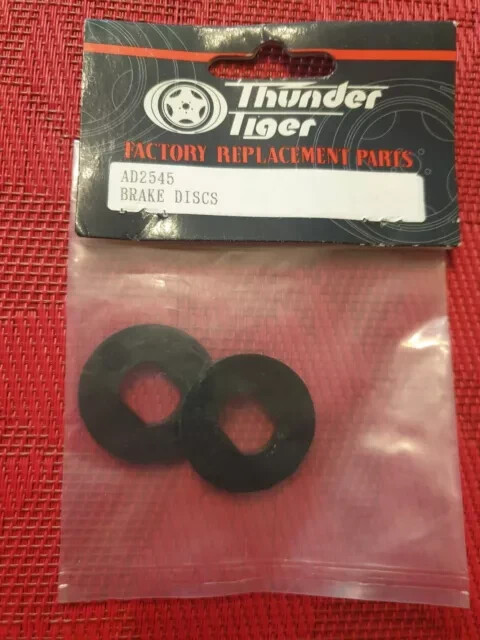 Thunder
Tiger
FACTORY REPLACEMENT PARTS
AD2545
BRAKE DISCS